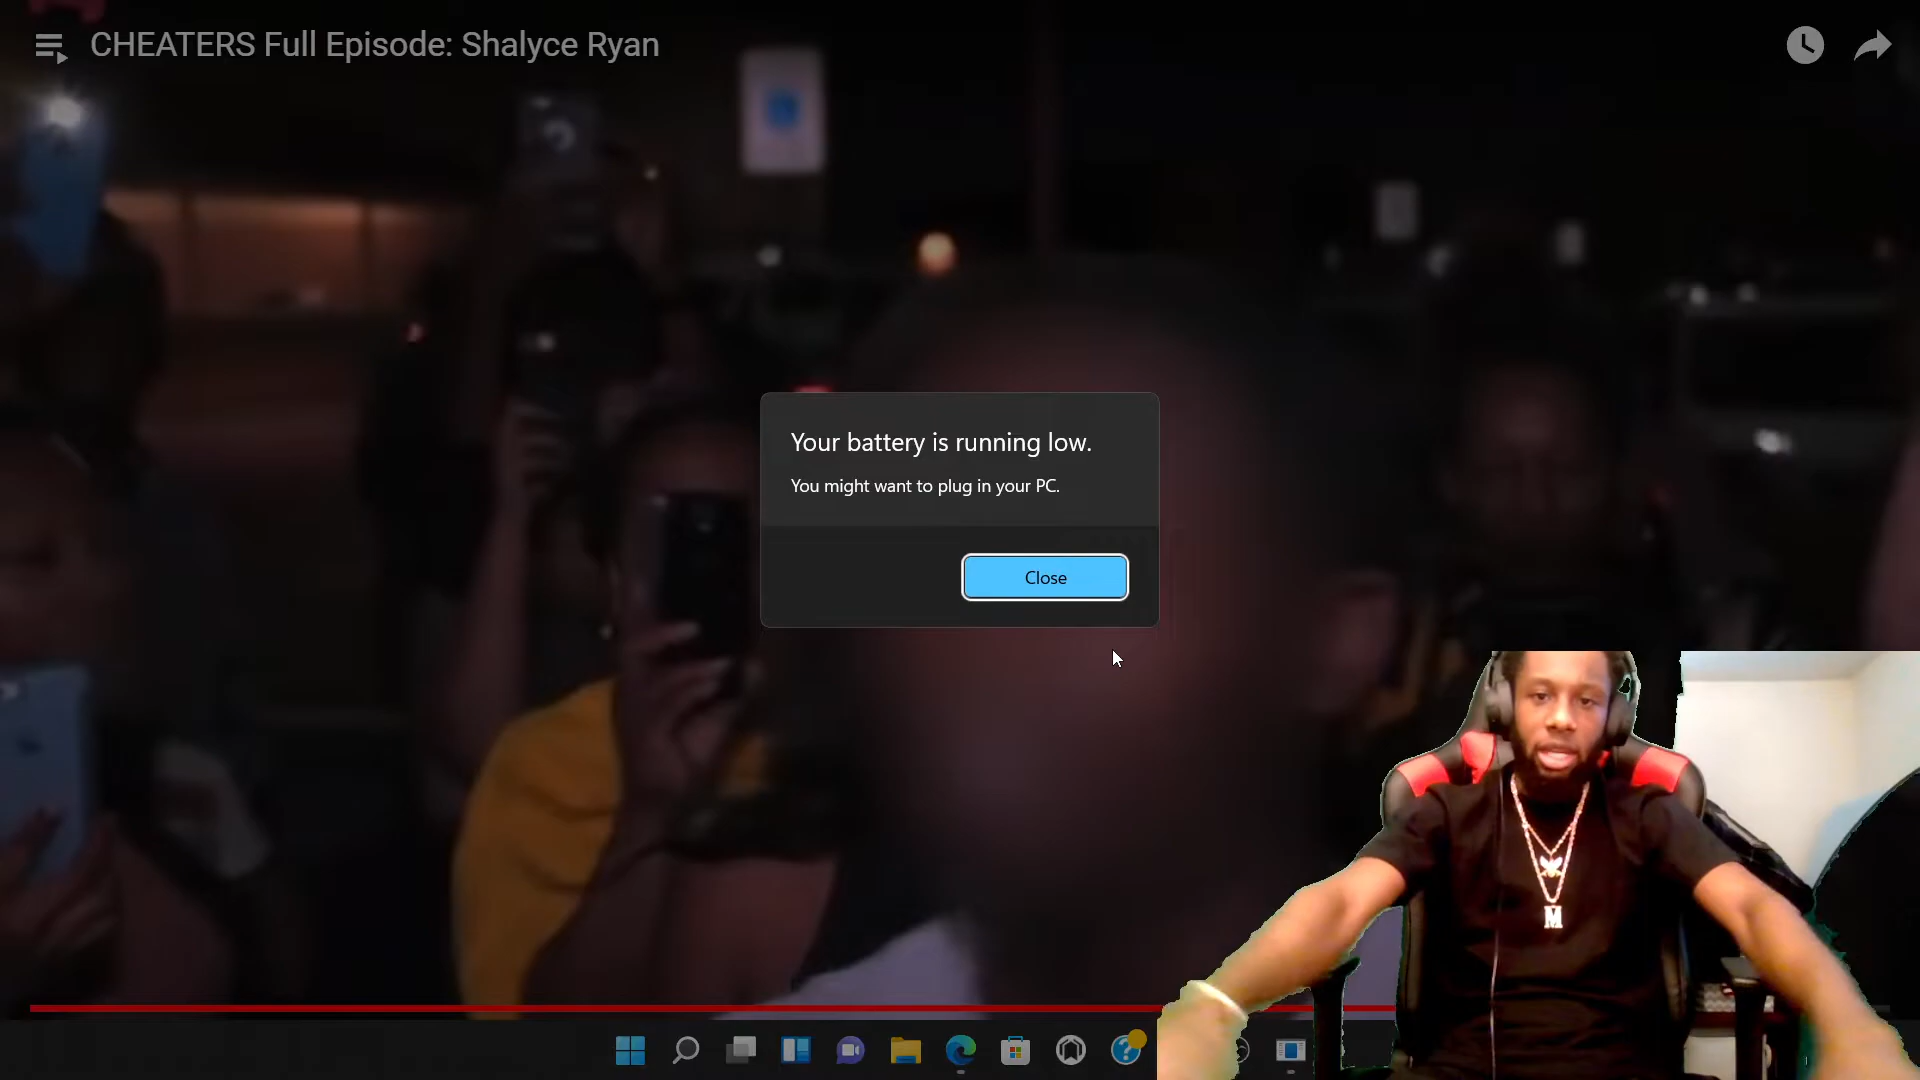 CHEATERS Full Episode: Shalyce Ryan
Your battery is running low.
You might want to plug in your PC.
Close
?
M